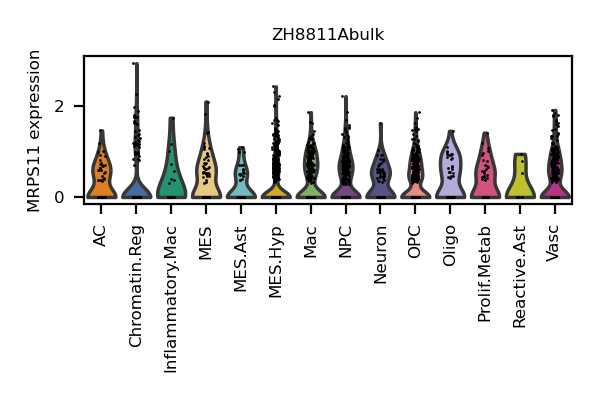 ZH8811Abulk
MRPS11 expression
2
0
AC
Chromatin.Reg
Inflammatory.Mac
MES
MES.Ast
MES.Hyp
Mac
NPC
Neuron
OPC
Oligo
Prolif.Metab
Reactive.Ast
Vasc